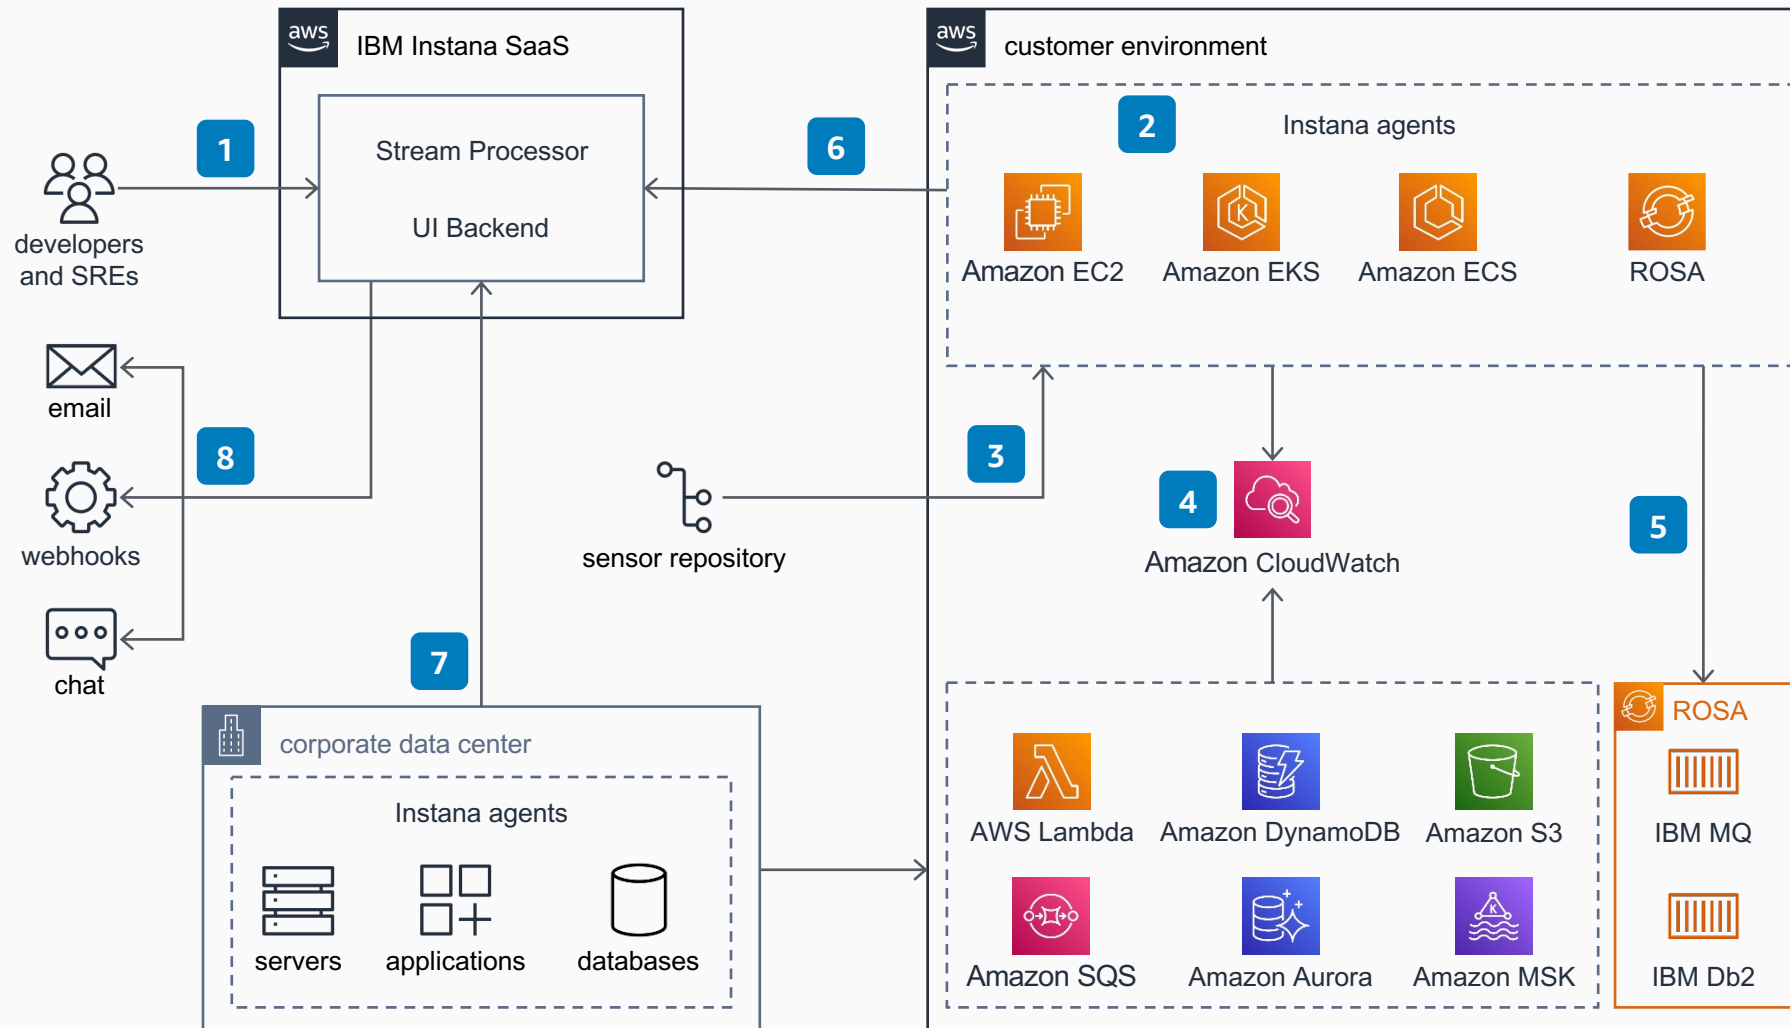 aws
IBM Instana SaaS
Stream Processor
UI Backend
1
developers
and SREs
6
aws
customer environment
2
Instana agents
Amazon EC2
Amazon EKS
Amazon ECS
ROSA
email
8
webhooks
chat
3
sensor repository
4
Amazon CloudWatch
5
7
corporate data center
Instana agents
servers
applications
databases
AWS Lambda
Amazon DynamoDB
Amazon S3
Amazon SQS
Amazon Aurora
Amazon MSK
ROSA
IBM MQ
IBM Db2